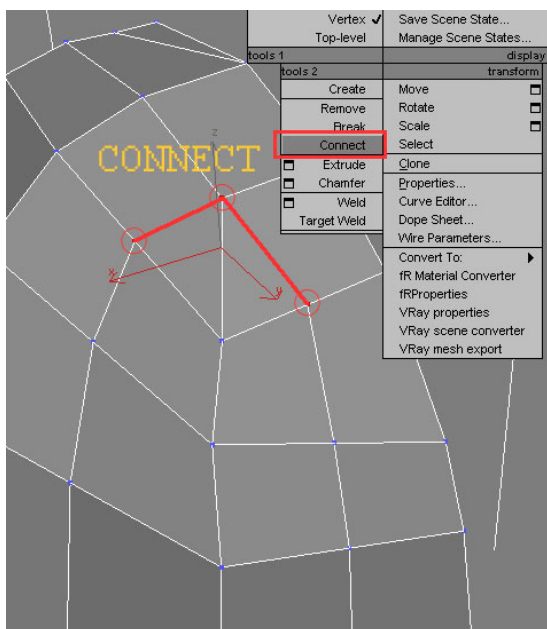 Vertex ✓ Save Scene State...
Top-level Manage Scene States...
tools 1 display
tools 2 transform
Create Move
Remove Rotate
Break Scale
Connect Select
Extrude Clone
Chamfer Properties...
Weld Curve Editor...
Target Weld Dope Sheet...
Wire Parameters...
Convert To:
fR Material Converter
fRProperties
VRay properties
VRay scene converter
VRay mesh export
CONNECT
z
x
y